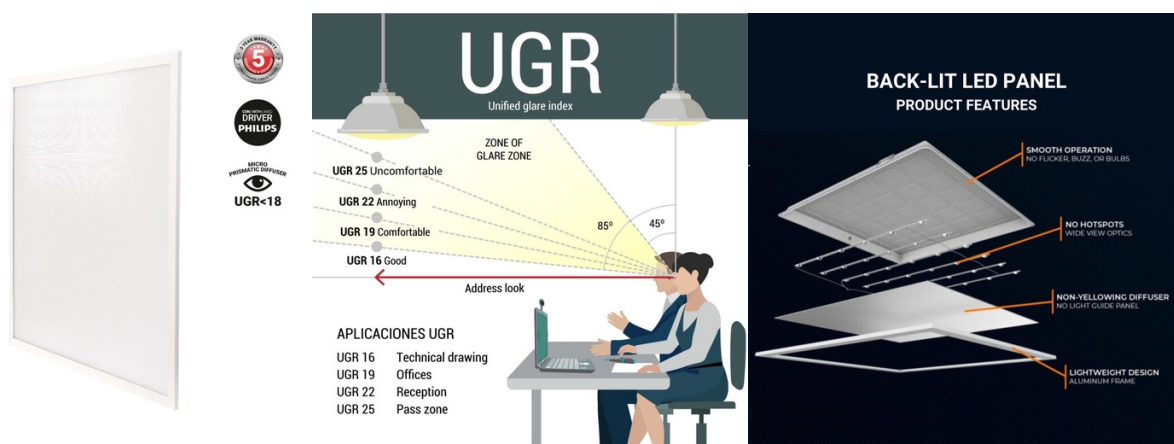 5 YEAR WARRANTY
5
DRIVER
PHILIPS
MICRO
PRISMATIC DIFFUSER
UGR<18
UGR
Unified glare index
ZONE OF
GLARE ZONE
UGR 25 Uncomfortable
UGR 22 Annoying
UGR 19 Comfortable
UGR 16 Good
85º
45º
Address look
APLICACIONES UGR
UGR 16 Technical drawing
UGR 19 Offices
UGR 22 Reception
UGR 25 Pass zone
BACK-LIT LED PANEL
PRODUCT FEATURES
SMOOTH OPERATION
NO FLICKER, BUZZ, OR BULBS
NO HOTSPOTS
WIDE VIEW OPTICS
NON-YELLOWING DIFFUSER
NO LIGHT GUIDE PANEL
LIGHTWEIGHT DESIGN
ALUMINUM FRAME